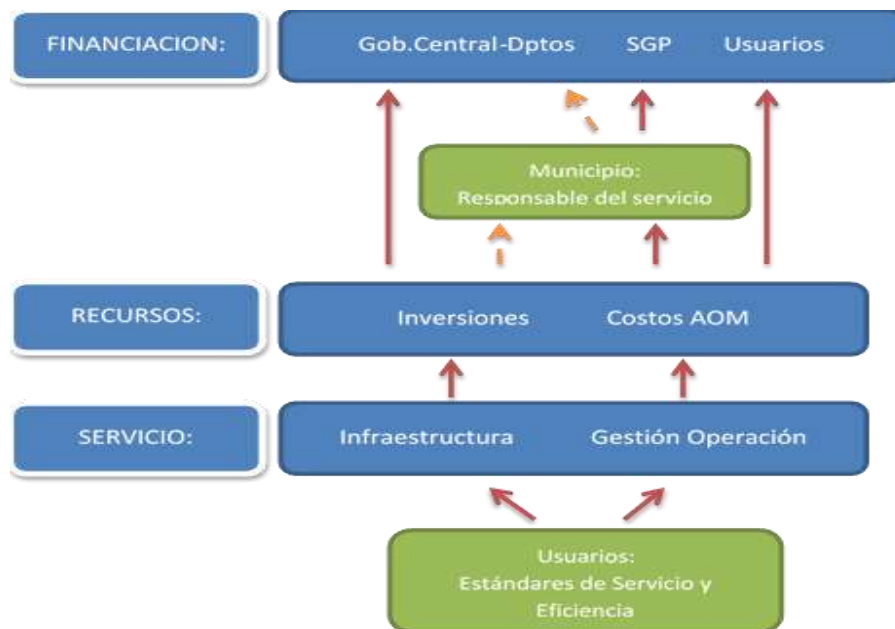 FINANCIACION:
Gob.Central-Dptos SGP Usuarios
Municipio:
Responsable del servicio
RECURSOS:
Inversiones Costos AOM
SERVICIO:
Infraestructura Gestión Operación
Usuarios:
Estándares de Servicio y
Eficiencia